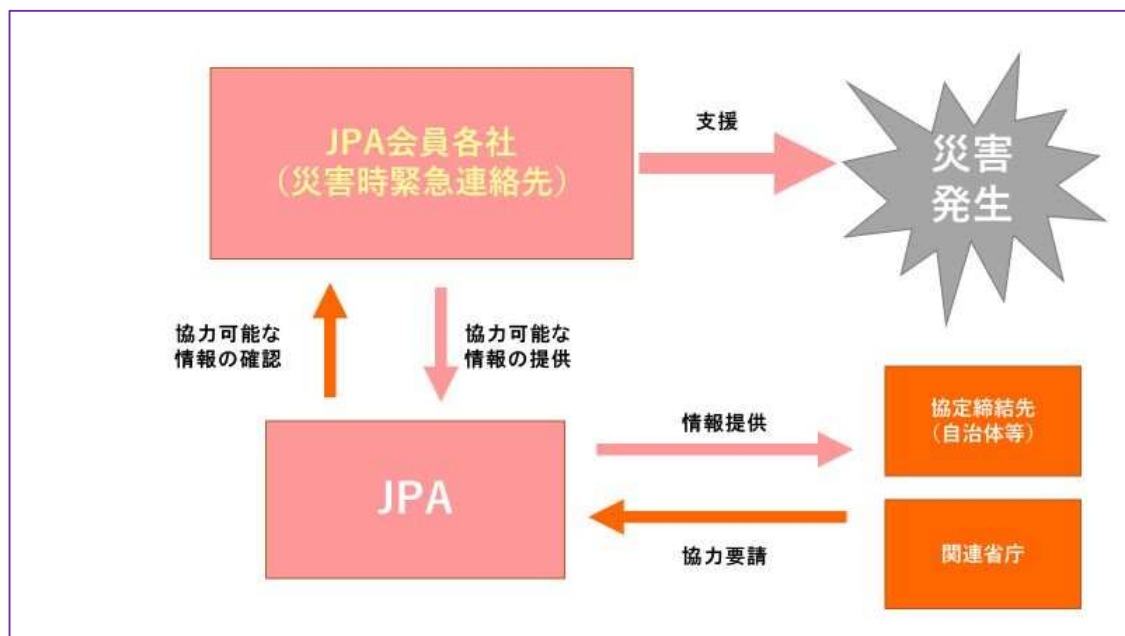 JPA会員各社
（災害時緊急連絡先）
支援
災害
発生
協力可能な
情報の確認
協力可能な
情報の提供
JPA
情報提供
協力要請
協定締結先
（自治体等）
関連省庁